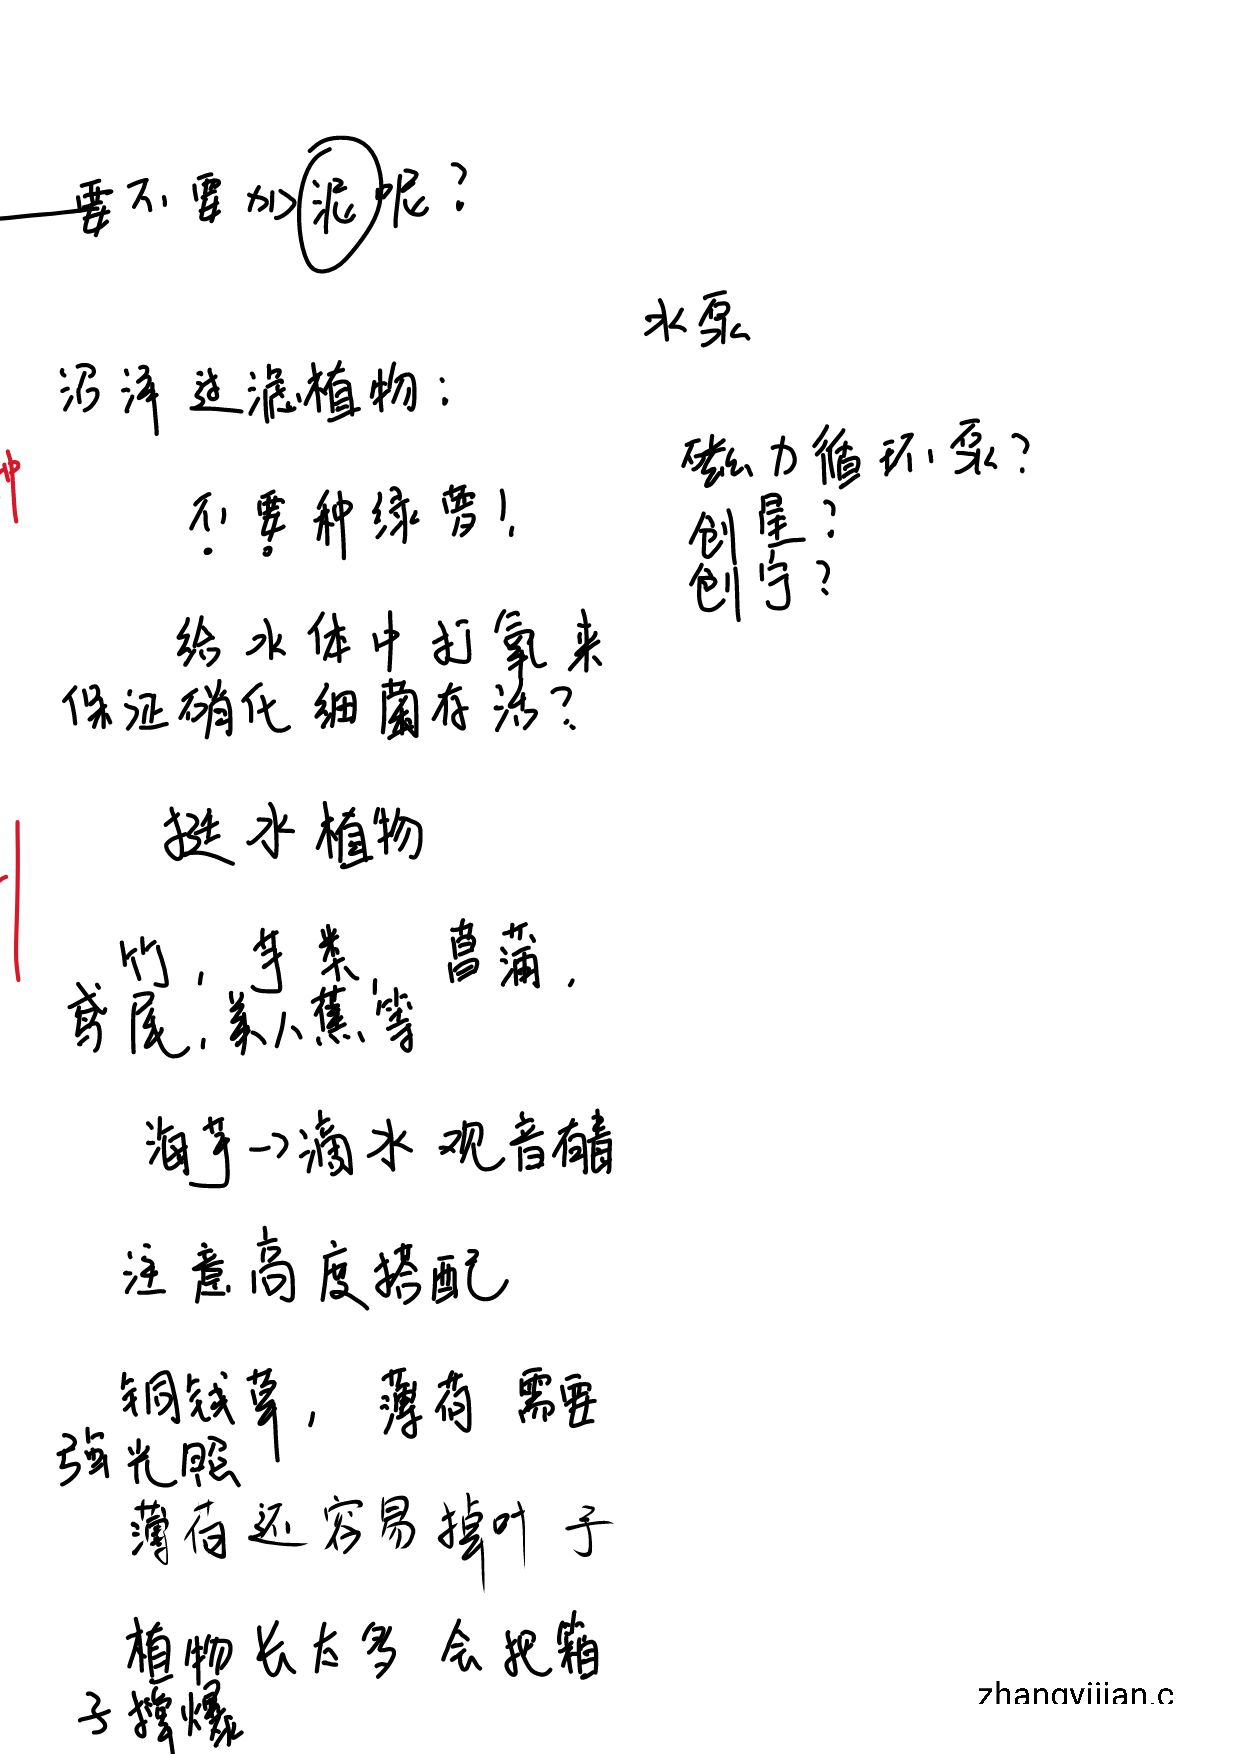 要不要加泥呢？
水泵
沼泽过滤植物：
磁力循环泵？
不要种绿萝！
创星？
创宁？
给水体中打氧来
保证硝化细菌存活？
挺水植物
竹，芋类，菖蒲，
鸢尾，美人蕉等
海芋→滴水观音有毒
注意高度搭配
铜钱草，薄荷需要
強光照
薄荷还容易掉叶子
植物长太多会把箱
子撑爆
zhangyijian.c